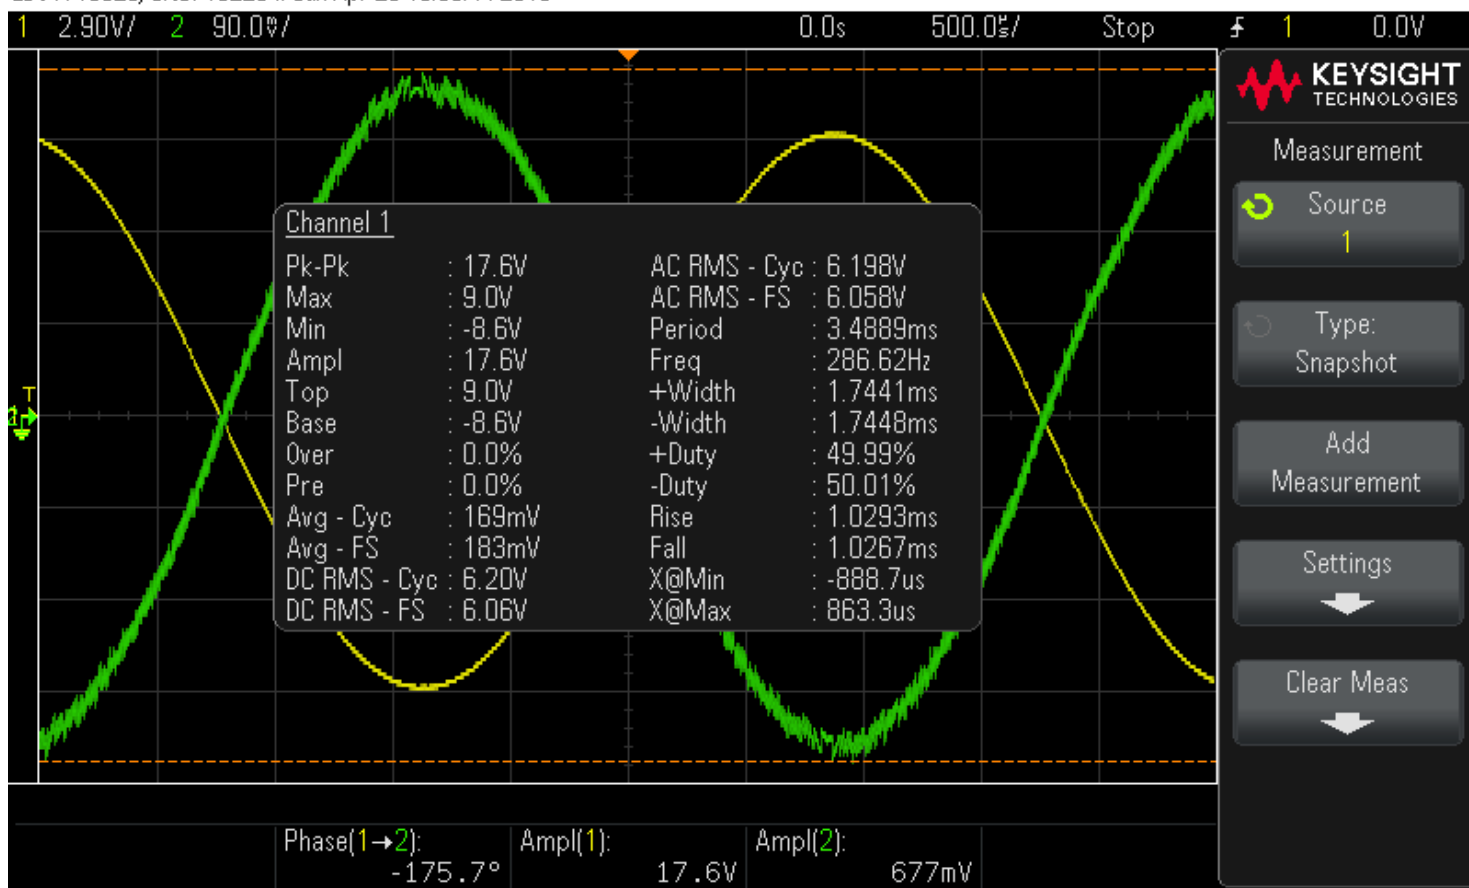 1 2.90V/ 2 90.0mV/ 0.0s 500.0us/ Stop 1 0.0V
KEYSIGHT
TECHNOLOGIES
Measurement
Source
1
Type:
Snapshot
Add
Measurement
Settings
Clear Meas
T
Channel 1
Pk-Pk : 17.6V AC RMS - Cyc : 6.198V
Max : 9.0V AC RMS - FS : 6.058V
Min : -8.6V Period : 3.4889ms
Ampl : 17.6V Freq : 286.62Hz
Top : 9.0V +Width : 1.7441ms
Base : -8.6V -Width : 1.7448ms
Over : 0.0% +Duty : 49.99%
Pre : 0.0% -Duty : 50.01%
Avg - Cyc : 169mV Rise : 1.0293ms
Avg - FS : 183mV Fall : 1.0267ms
DC RMS - Cyc : 6.20V X@Min : -888.7us
DC RMS - FS : 6.06V X@Max : 863.3us
Phase(1→2): Ampl(1): Ampl(2):
-175.7° 17.6V 677mV